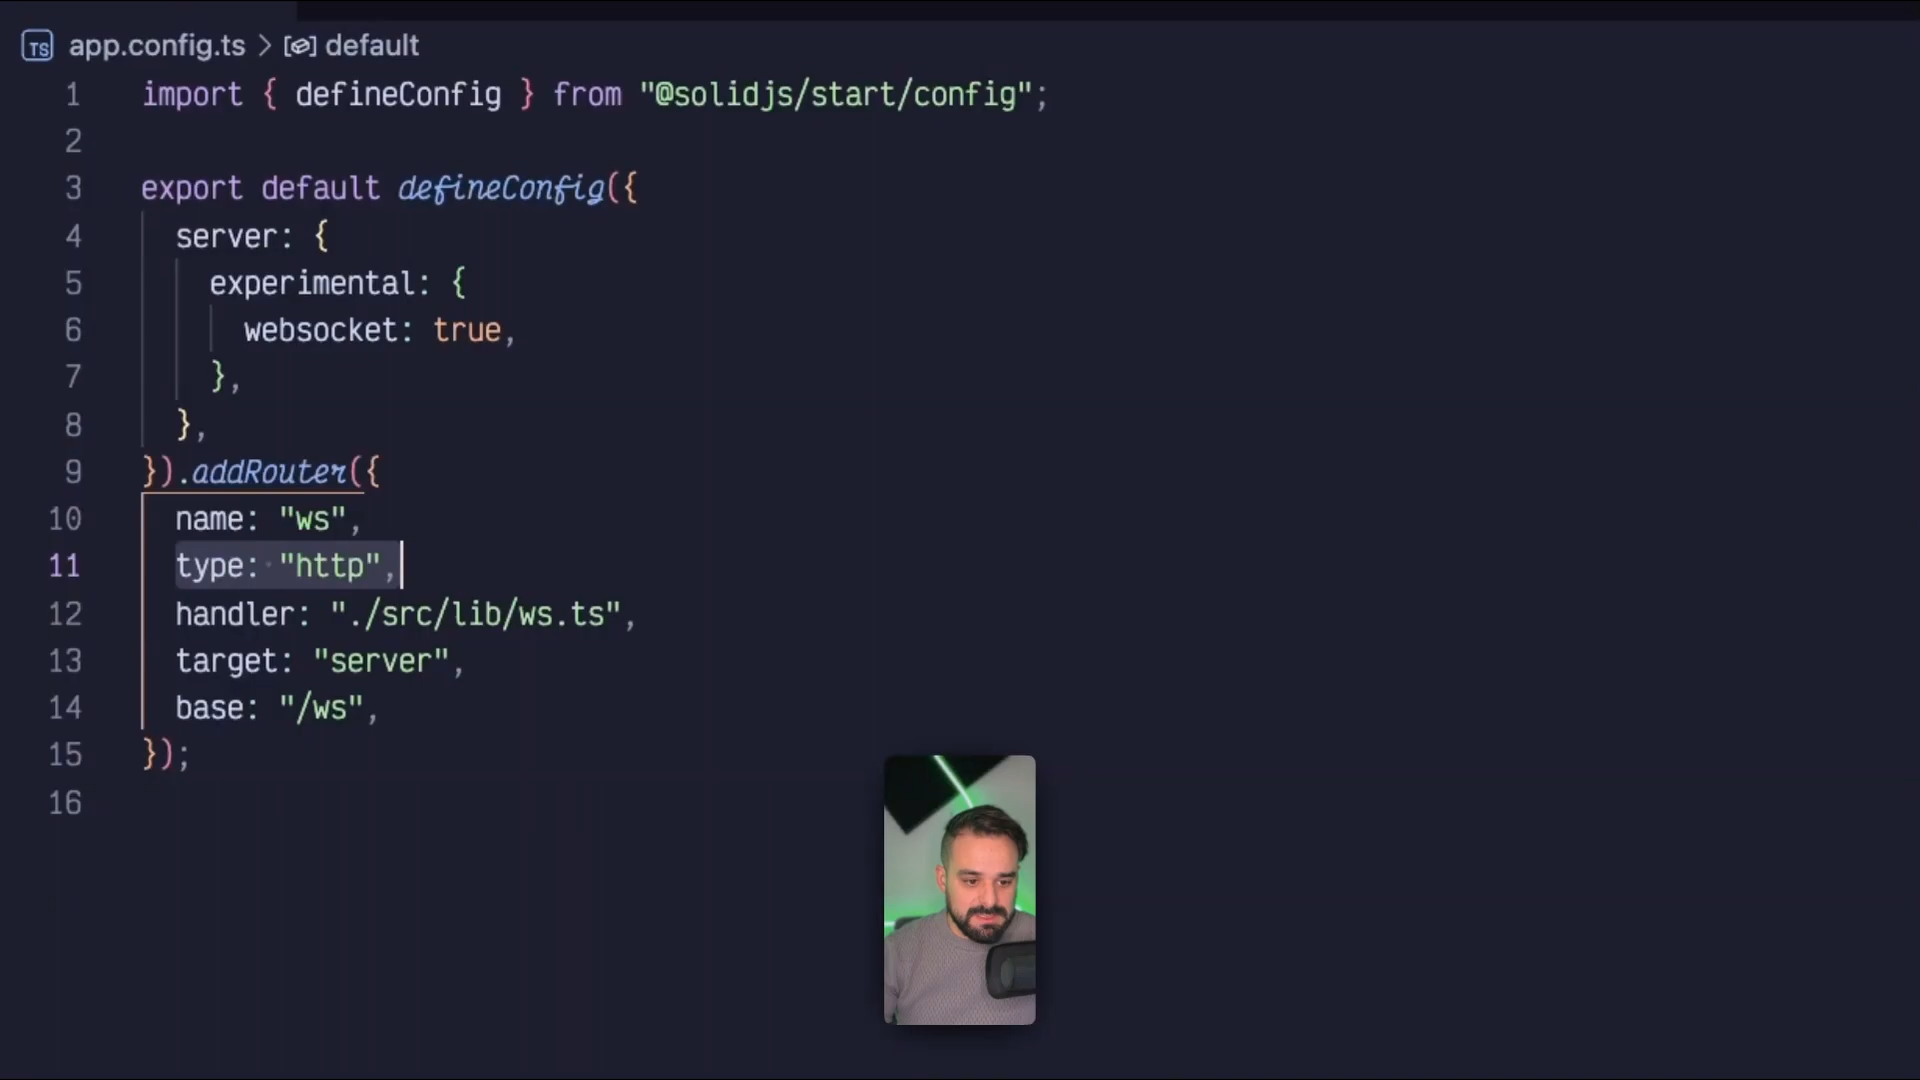 TS app.config.ts > default
1 import { defineConfig } from "@solidjs/start/config";
2
3 export default defineConfig({
4 server: {
5 experimental: {
6 websocket: true,
7 },
8 },
9 }).addRouter({
10 name: "ws",
11 type: "http",
12 handler: "./src/lib/ws.ts",
13 target: "server",
14 base: "/ws",
15 });
16